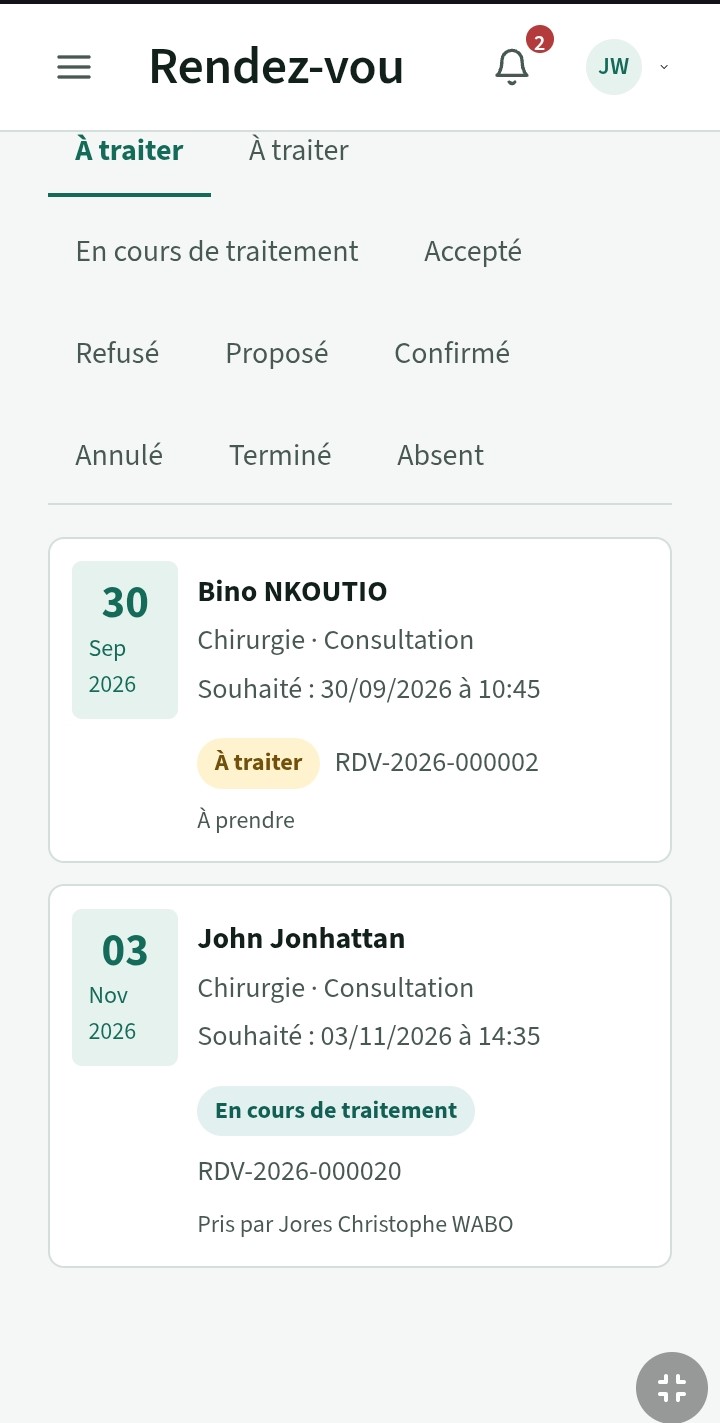 Rendez-vou
2
JW
À traiter
À traiter
En cours de traitement
Accepté
Refusé
Proposé
Confirmé
Annulé
Terminé
Absent
30
Sep
2026
Bino NKOUTIO
Chirurgie · Consultation
Souhaité : 30/09/2026 à 10:45
À traiter
RDV-2026-000002
À prendre
03
Nov
2026
John Jonhattan
Chirurgie · Consultation
Souhaité : 03/11/2026 à 14:35
En cours de traitement
RDV-2026-000020
Pris par Jores Christophe WABO